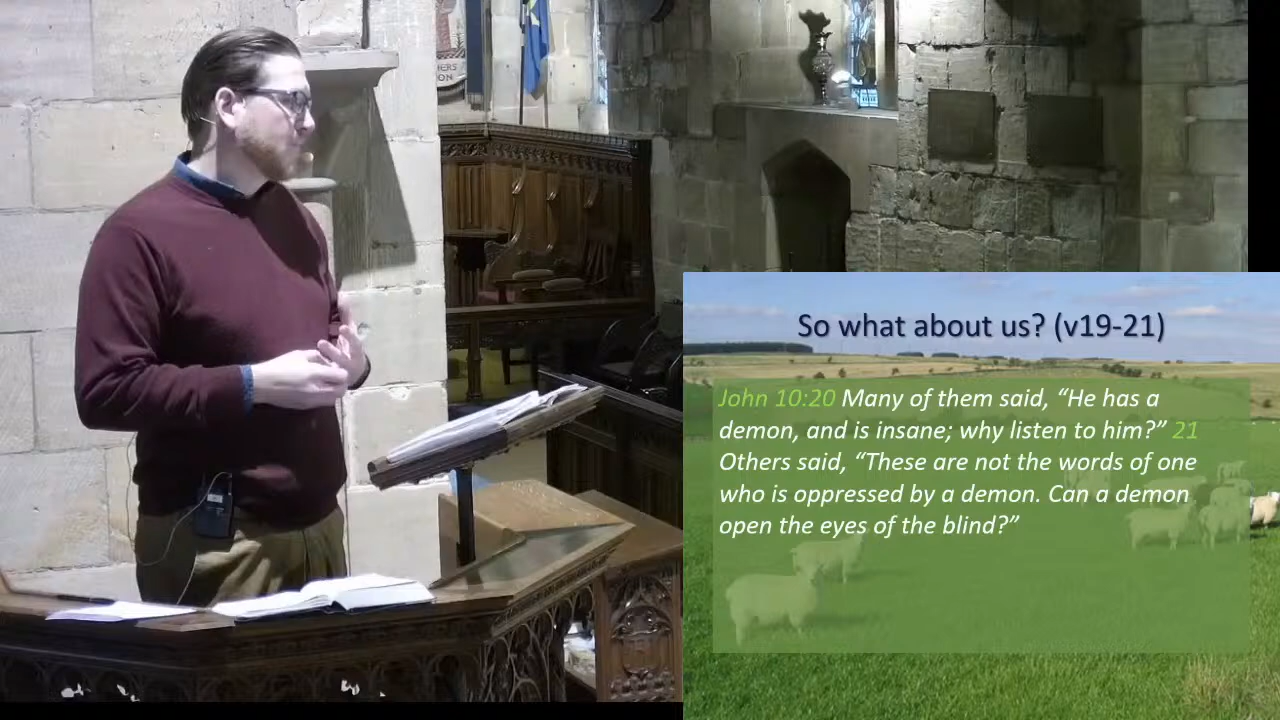 HERS
ON
So what about us? (v19-21)
John 10:20 Many of them said, “He has a
demon, and is insane; why listen to him?” 21
Others said, “These are not the words of one
who is oppressed by a demon. Can a demon
open the eyes of the blind?”